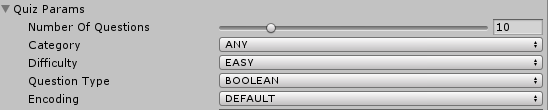 Quiz Params
Number Of Questions 10
Category ANY
Difficulty EASY
Question Type BOOLEAN
Encoding DEFAULT